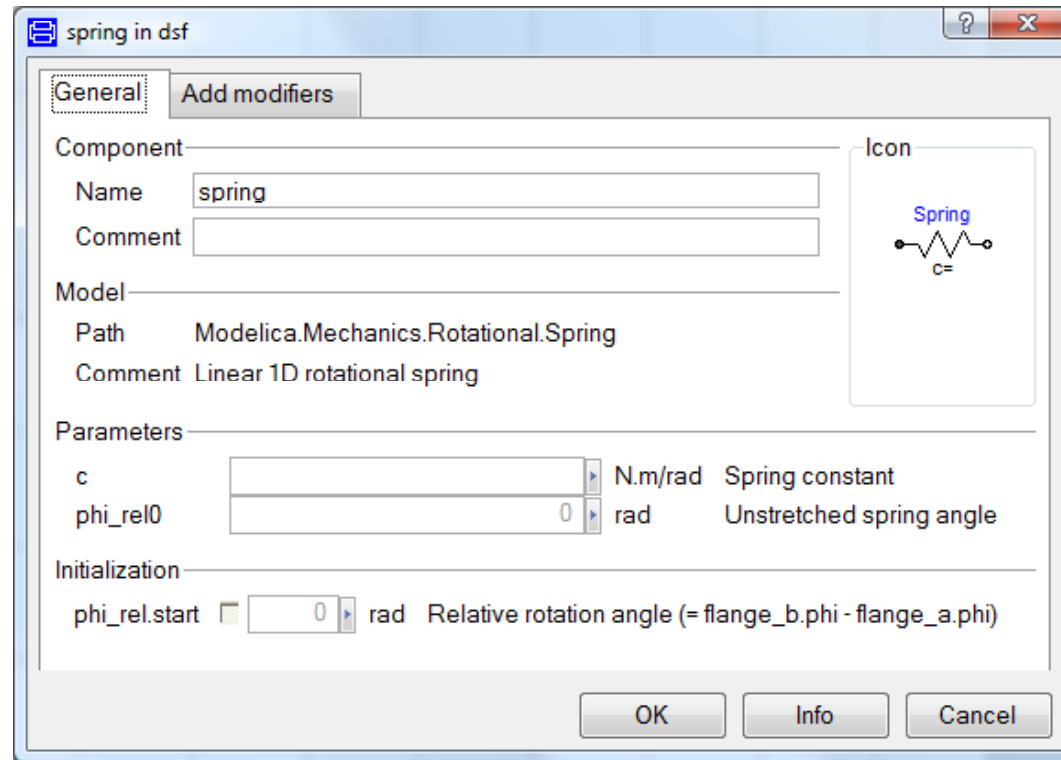 spring in dsf
? X
General Add modifiers
Component
Name spring
Comment
Icon
Spring
c=
Model
Path Modelica.Mechanics.Rotational.Spring
Comment Linear 1D rotational spring
Parameters
c N.m/rad Spring constant
phi_rel0 0 rad Unstretched spring angle
Initialization
phi_rel.start 0 rad Relative rotation angle (= flange_b.phi - flange_a.phi)
OK Info Cancel